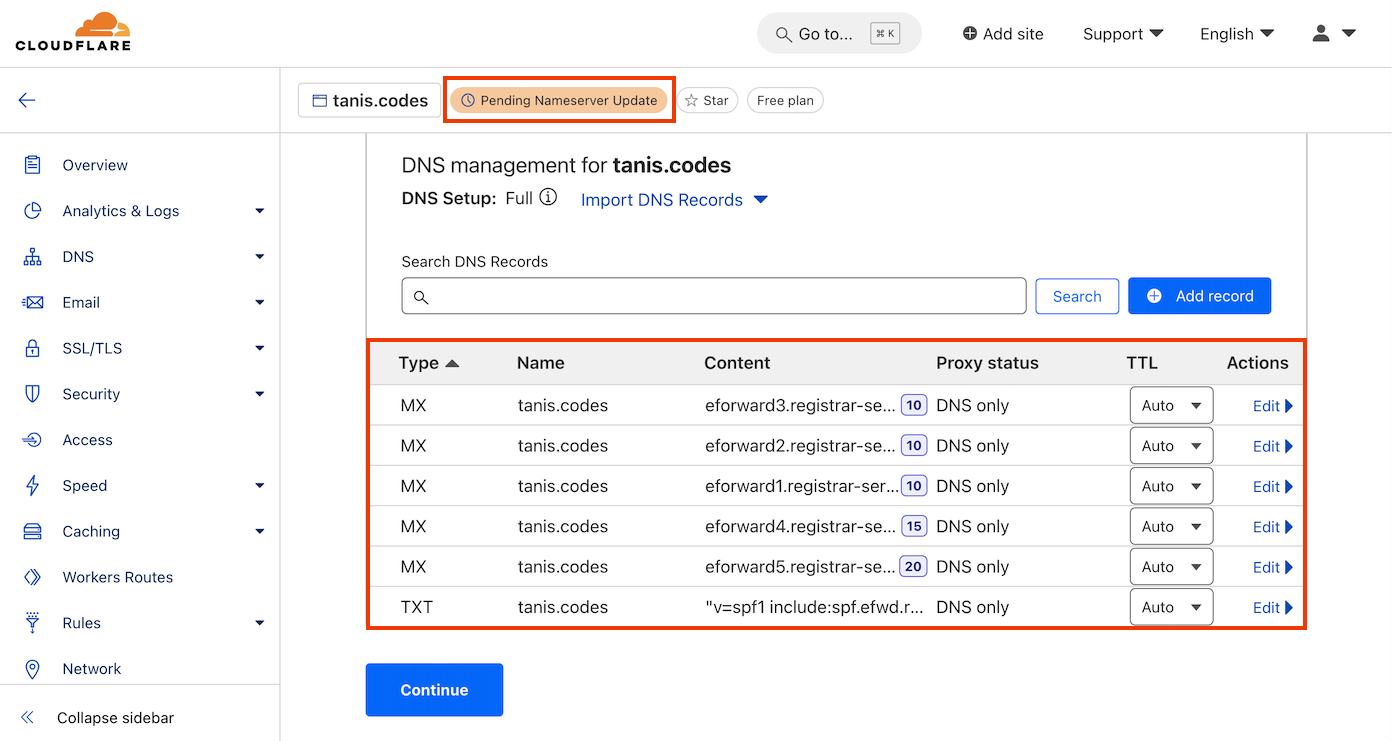 CLOUDFLARE
Go to... ⌘ K
Add site
Support
English
tanis.codes
Pending Nameserver Update
Star
Free plan
Overview
Analytics & Logs
DNS
Email
SSL/TLS
Security
Access
Speed
Caching
Workers Routes
Rules
Network
Collapse sidebar
DNS management for tanis.codes
DNS Setup: Full Import DNS Records
Search DNS Records
Search
Add record
Type Name Content Proxy status TTL Actions
MX tanis.codes eforward3.registrar-se... 10 DNS only Auto Edit
MX tanis.codes eforward2.registrar-se... 10 DNS only Auto Edit
MX tanis.codes eforward1.registrar-ser... 10 DNS only Auto Edit
MX tanis.codes eforward4.registrar-se... 15 DNS only Auto Edit
MX tanis.codes eforward5.registrar-se... 20 DNS only Auto Edit
TXT tanis.codes "v=spf1 include:spf.efwd.r... DNS only Auto Edit
Continue